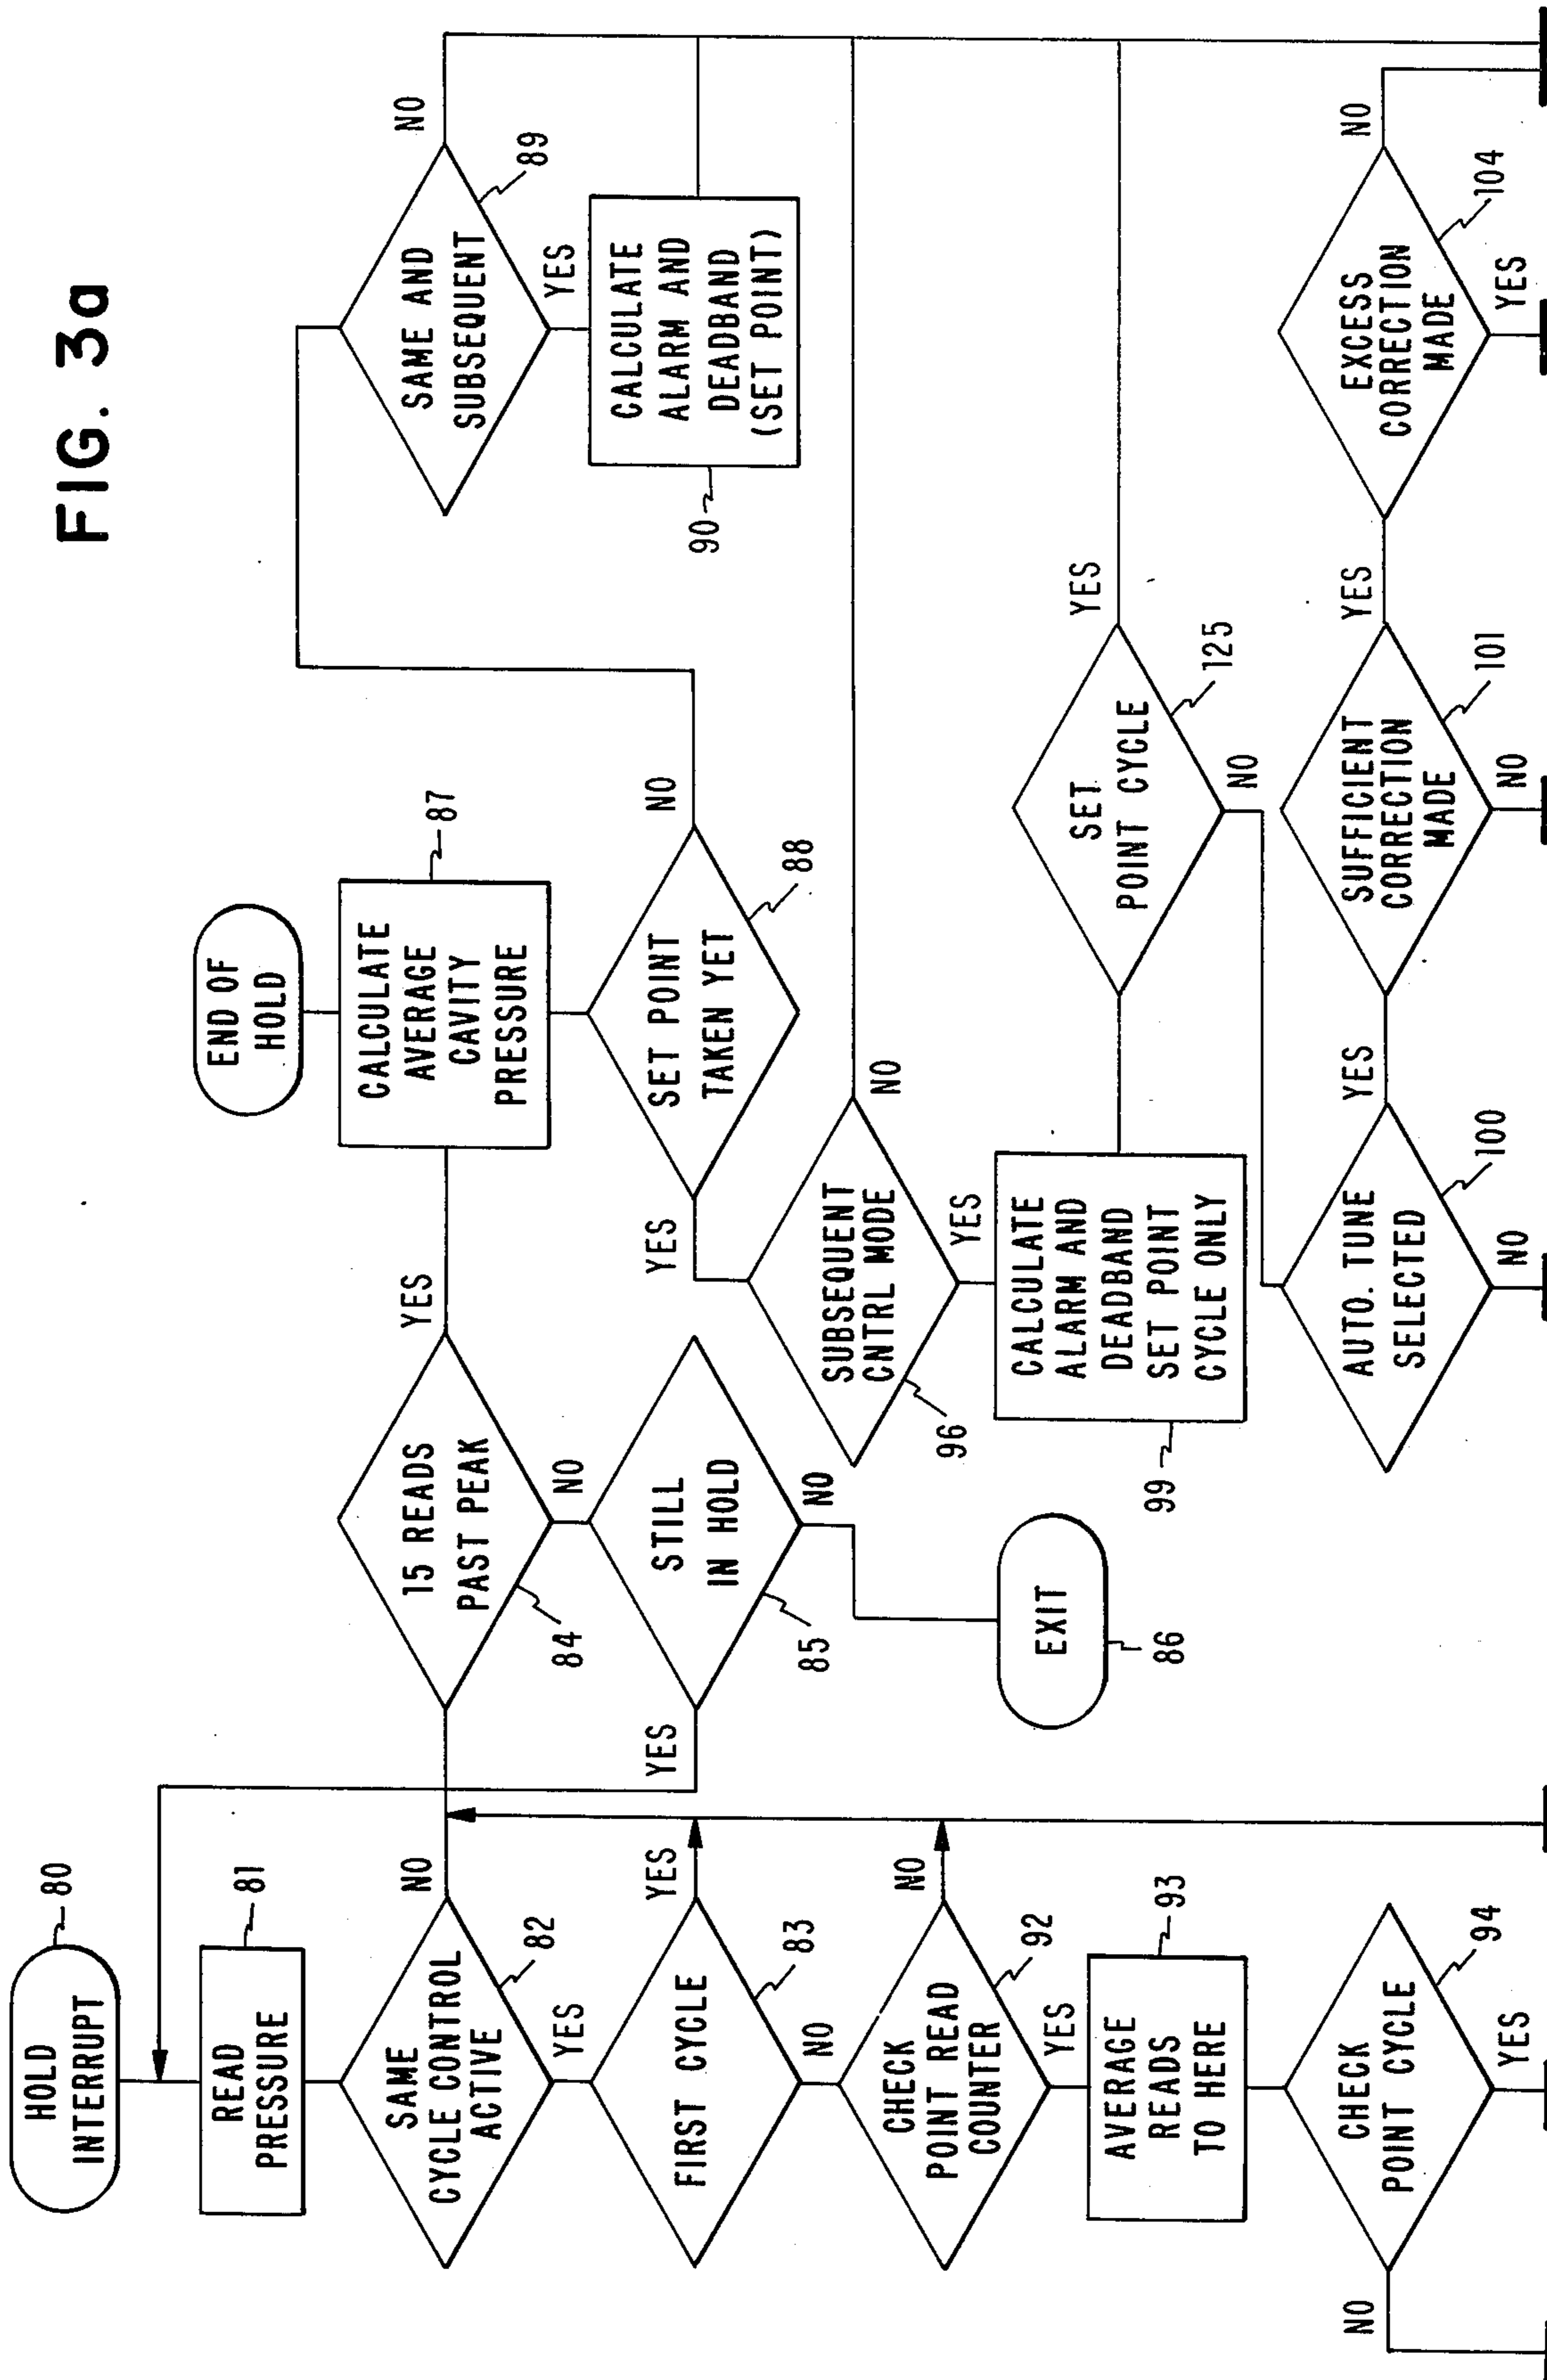 FIG. 3a
HOLD
INTERRUPT
80
READ
PRESSURE
81
SAME
CYCLE CONTROL
ACTIVE
82
NO
YES
FIRST CYCLE
83
YES
NO
CHECK
POINT READ
COUNTER
92
NO
YES
AVERAGE
READS
TO HERE
93
CHECK
POINT CYCLE
94
NO
YES
15 READS
PAST PEAK
84
YES
NO
STILL
IN HOLD
85
YES
NO
EXIT
86
END OF
HOLD
CALCULATE
AVERAGE
CAVITY
PRESSURE
87
SET POINT
TAKEN YET
88
NO
YES
SAME AND
SUBSEQUENT
89
NO
YES
CALCULATE
ALARM AND
DEADBAND
(SET POINT)
90
SUBSEQUENT
CNTRL MODE
96
NO
YES
CALCULATE
ALARM AND
DEADBAND
SET POINT
CYCLE ONLY
99
SET
POINT CYCLE
125
YES
NO
AUTO. TUNE
SELECTED
100
YES
NO
SUFFICIENT
CORRECTION
MADE
101
YES
NO
EXCESS
CORRECTION
MADE
104
NO
YES